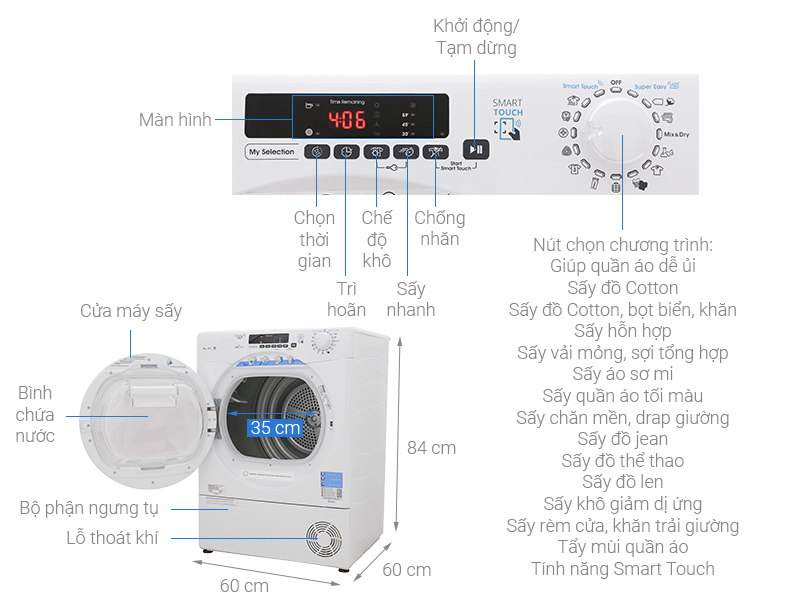 Khởi động/
Tạm dừng
Màn hình
Time Remaining
4:06
59'
45'
30'
My Selection
Start
Smart Touch
SMART
TOUCH
Smart Touch
OFF
Super Easy
Mix & Dry
Chọn
thời
gian
Chế
độ
khô
Chống
nhăn
Trì
hoãn
Sấy
nhanh
Nút chọn chương trình:
Giúp quần áo dễ ủi
Sấy đồ Cotton
Sấy đồ Cotton, bọt biển, khăn
Sấy hỗn hợp
Sấy vải mỏng, sợi tổng hợp
Sấy áo sơ mi
Sấy quần áo tối màu
Sấy chăn mền, drap giường
Sấy đồ jean
Sấy đồ thể thao
Sấy đồ len
Sấy khô giảm dị ứng
Sấy rèm cửa, khăn trải giường
Tẩy mùi quần áo
Tính năng Smart Touch
Cửa máy sấy
Bình
chứa
nước
35 cm
84 cm
Bộ phận ngưng tụ
Lỗ thoát khí
60 cm
60 cm